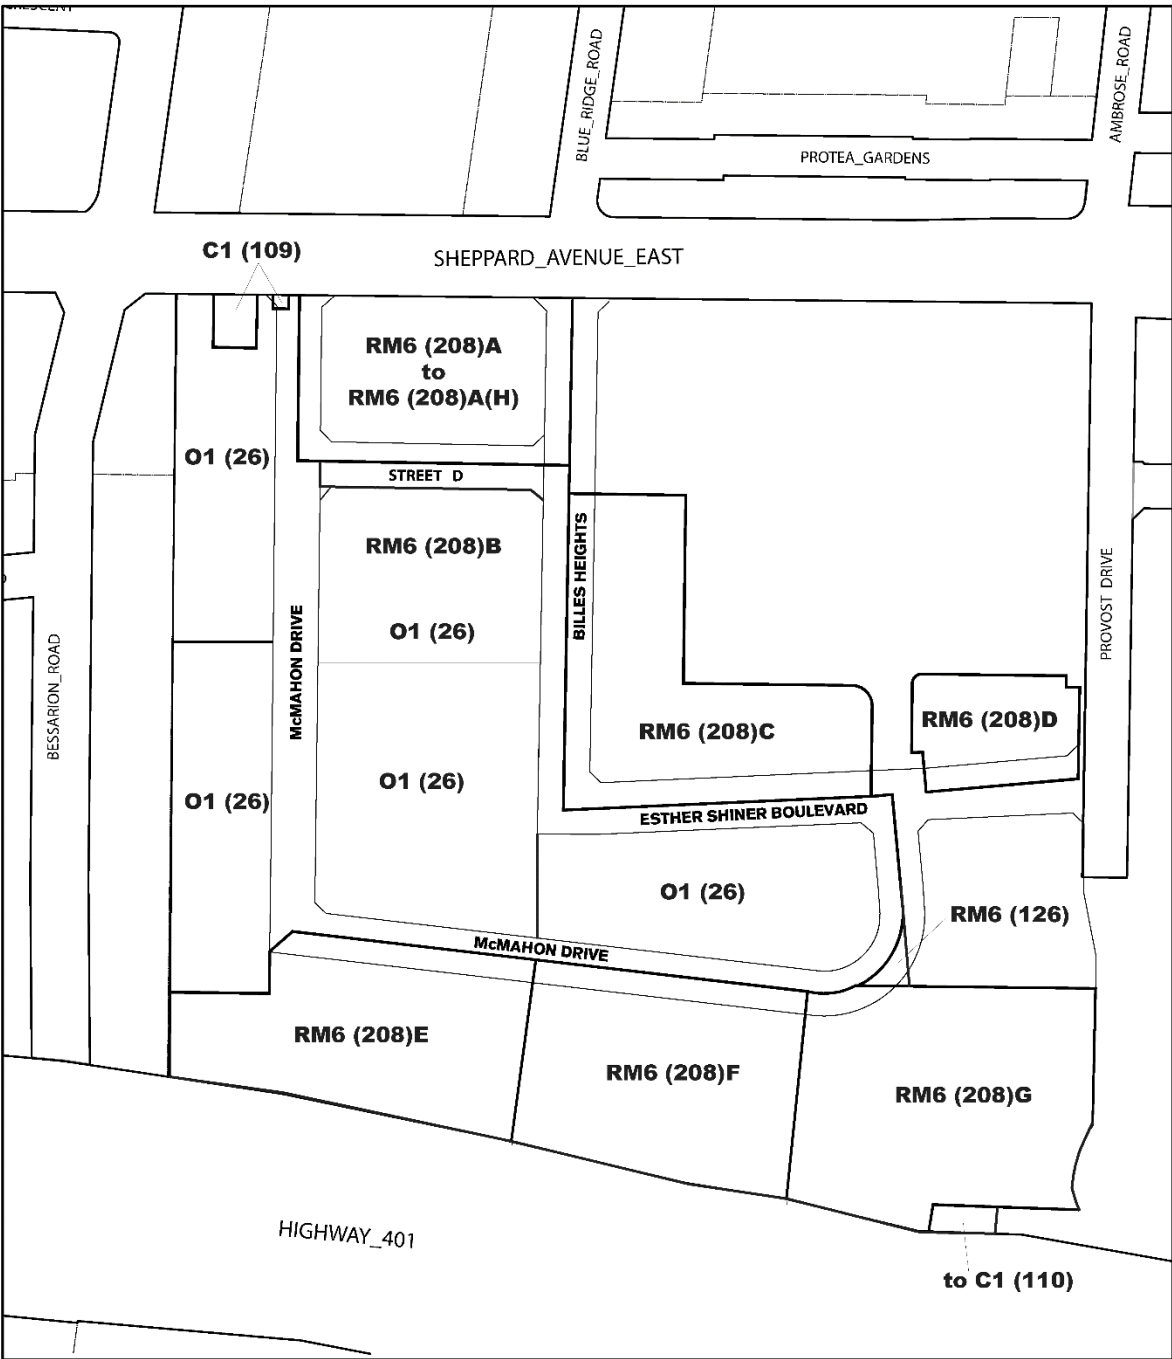 CRESCENT
BLUE_RIDGE_ROAD
AMBROSE_ROAD
PROTEA_GARDENS
C1 (109)
SHEPPARD_AVENUE_EAST
RM6 (208)A
to
RM6 (208)A(H)
O1 (26)
STREET D
RM6 (208)B
BILLES HEIGHTS
O1 (26)
McMAHON DRIVE
PROVOST DRIVE
BESSARION_ROAD
RM6 (208)C
RM6 (208)D
O1 (26)
O1 (26)
ESTHER SHINER BOULEVARD
O1 (26)
RM6 (126)
McMAHON DRIVE
RM6 (208)E
RM6 (208)F
RM6 (208)G
HIGHWAY_401
to C1 (110)